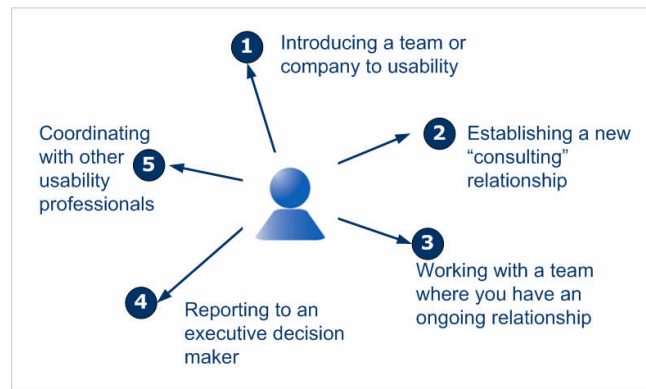 1
Introducing a team or
company to usability
2
Establishing a new
“consulting”
relationship
3
Working with a team
where you have an
ongoing relationship
4
Reporting to an
executive decision
maker
5
Coordinating
with other
usability
professionals